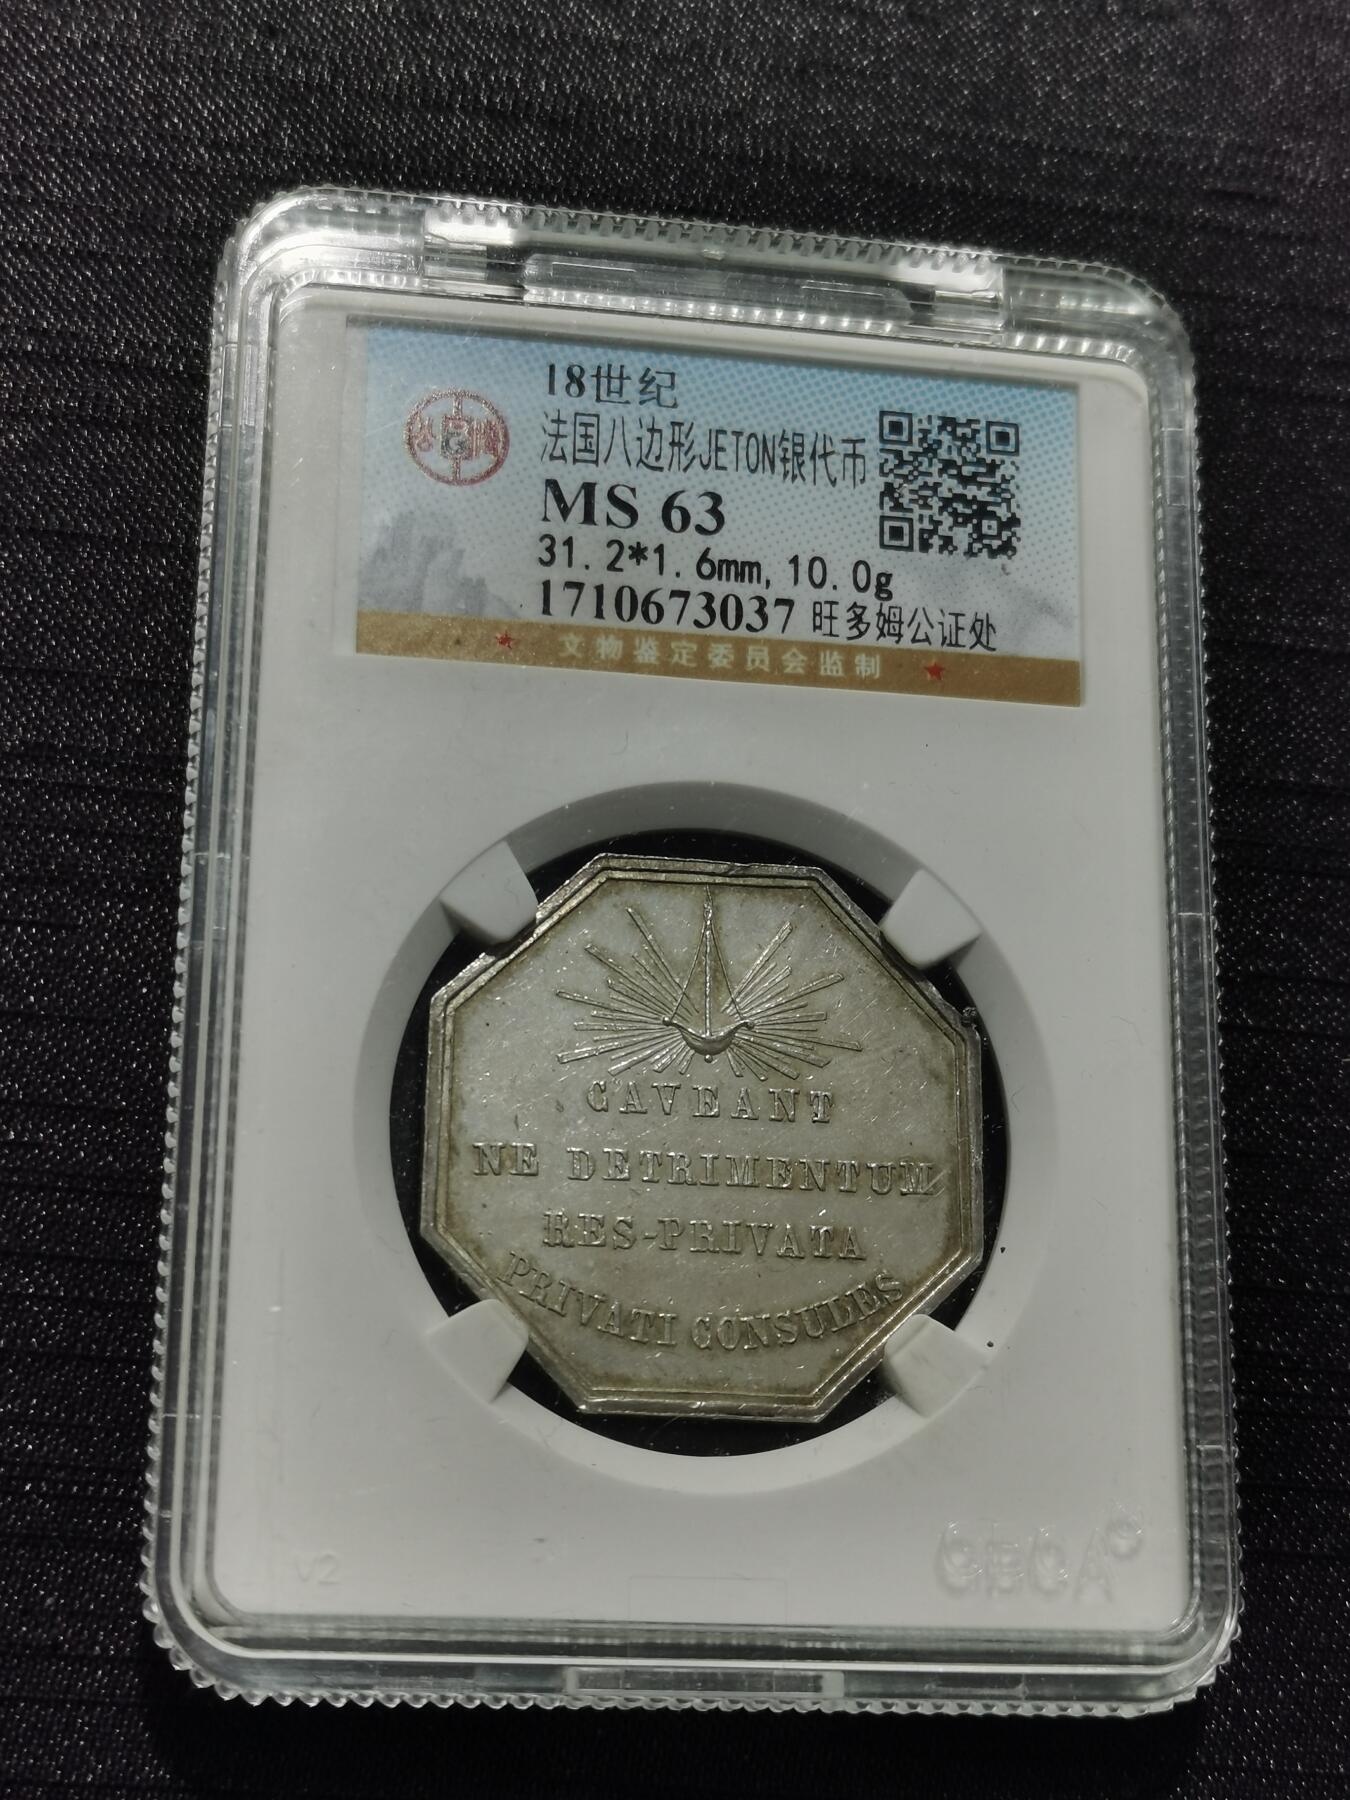 18世纪
法国八边形JETON银代币
MS 63
31.2*1.6mm,10.0g
1710673037 旺多姆公证处
★ 文物鉴定委员会监制 ★
CAVEANT
NE DETRIMENTUM
RES-PRIVATA
PRIVATI CONSULES
v2
GBCA